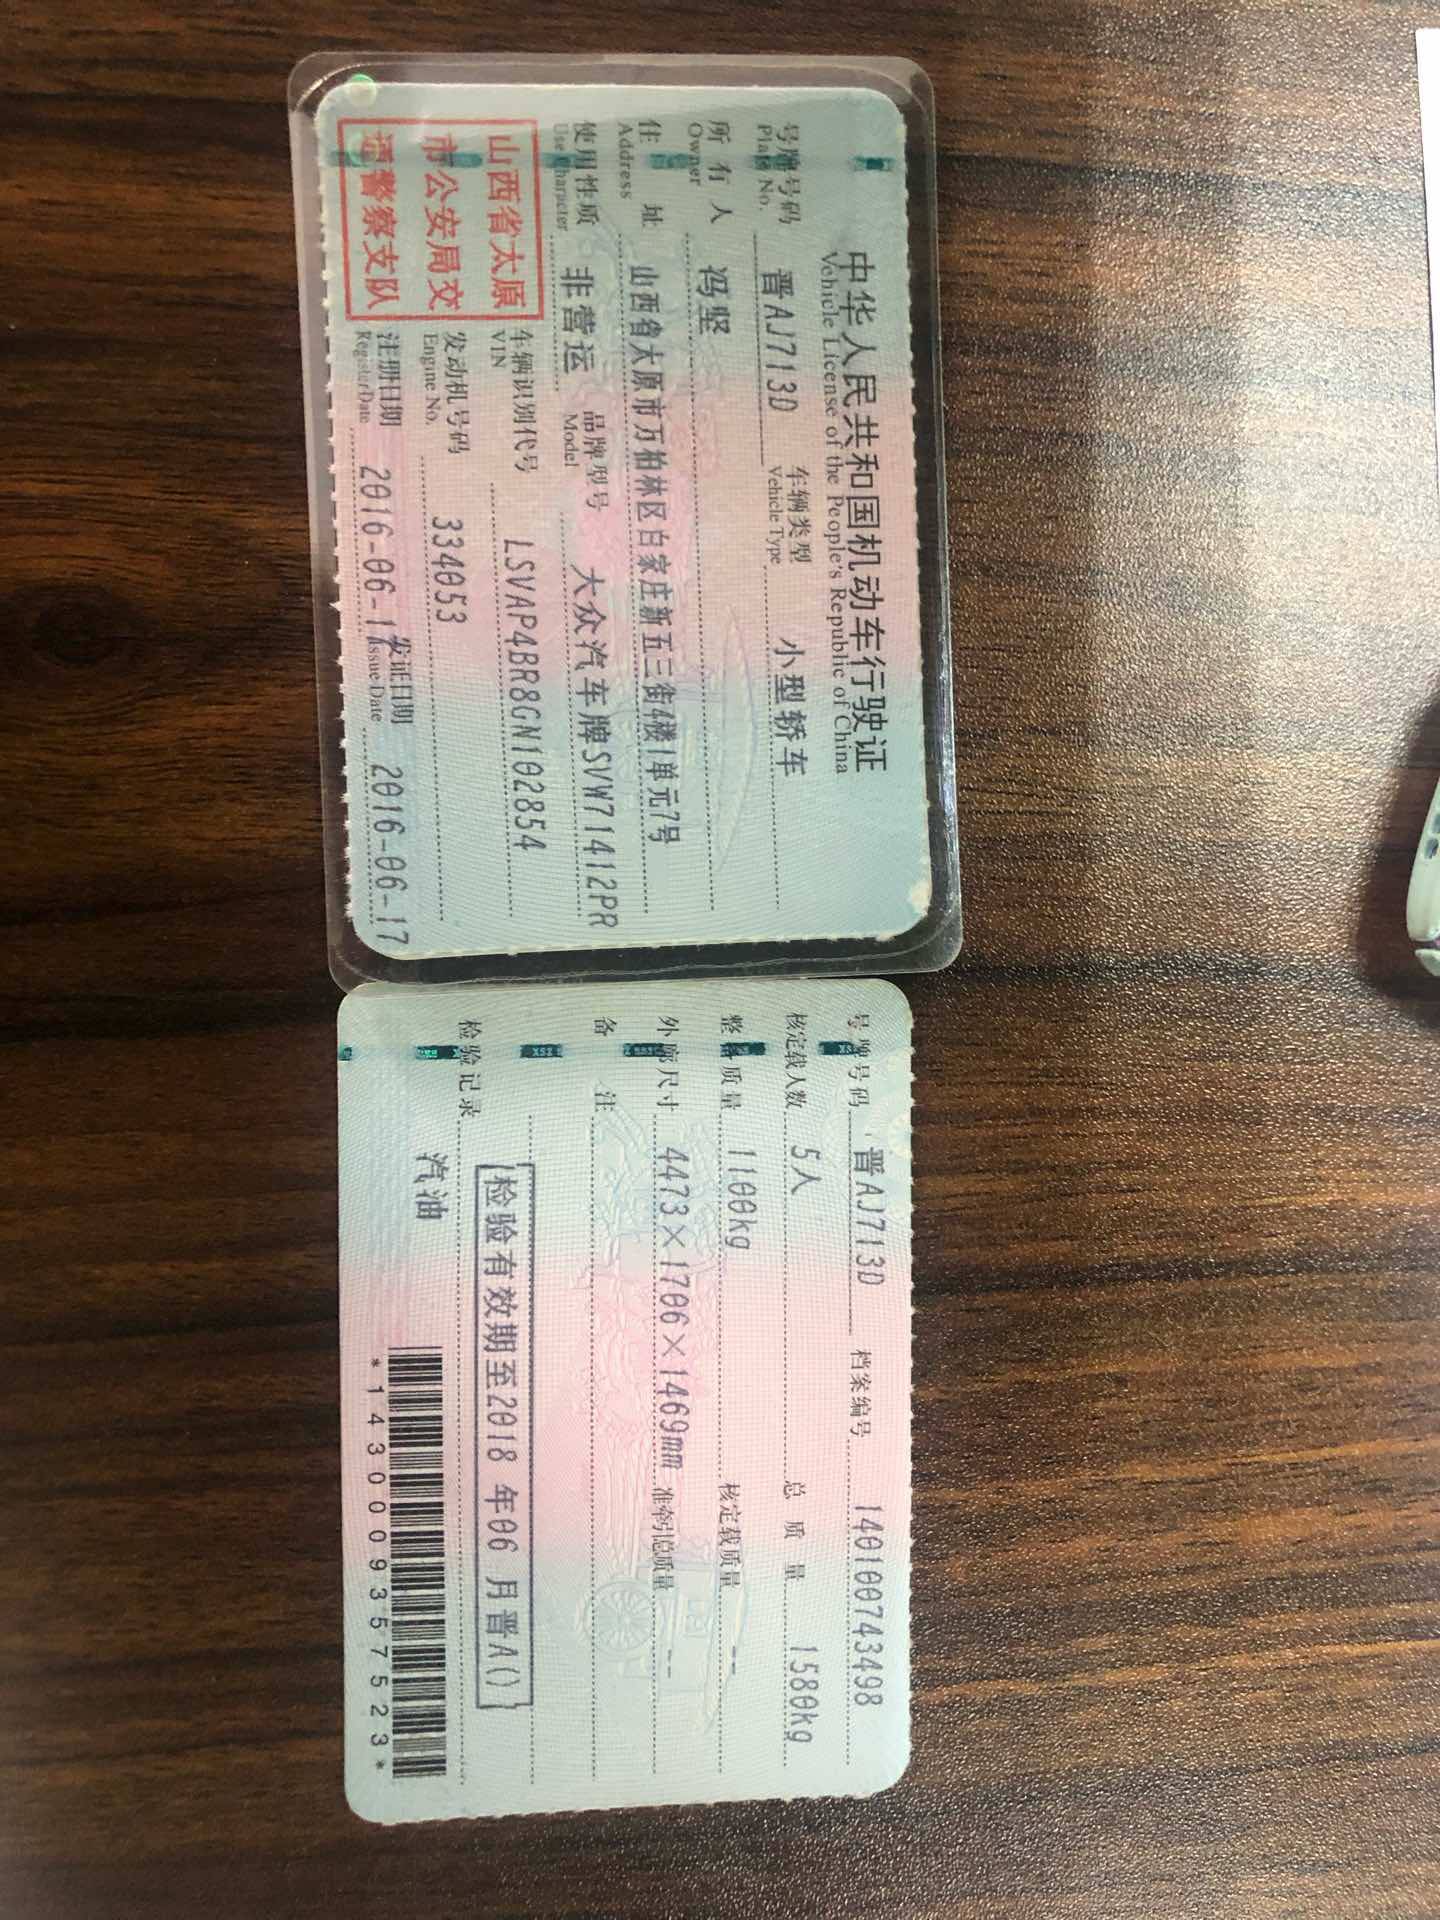 中华人民共和国机动车行驶证
Vehicle License of the People's Republic of China
号牌号码 晋AJ713D 车辆类型 小型轿车
Plate No. Vehicle Type
所有人 冯坚
Owner
住址 山西省太原市万柏林区白家庄新五三街4楼1单元7号
Address
使用性质 非营运 品牌型号 大众汽车牌SVW71412PR
Use Character Model
山西省太原
市公安局交
通警察支队
车辆识别代号 LSVAP4BR8GN102854
VIN
发动机号码 334053
Engine No.
注册日期 2016-06-17 发证日期 2016-06-17
Register Date Issue Date
号牌号码 晋AJ713D 档案编号 140100743498
核定载人数 5人 总质量 1580kg
整备质量 1100kg 核定载质量 --
外廓尺寸 4473×1706×1469mm 准牵引总质量 --
备注
检验有效期至2018年06月晋A()
检验记录
汽油
*1430009357523*